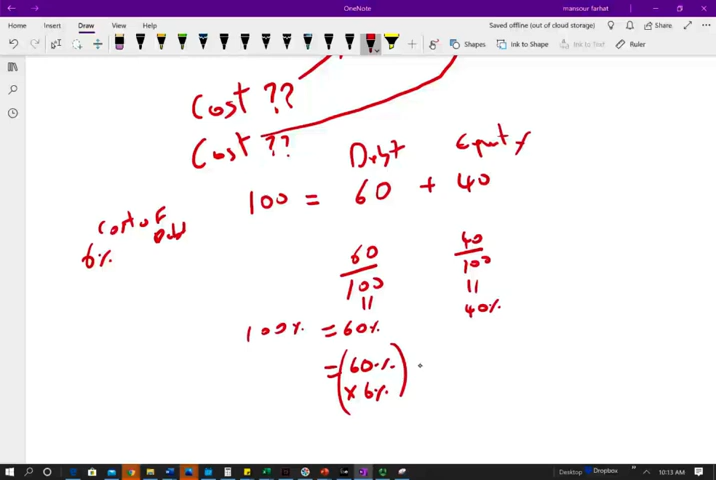 OneNote
mansour farhat
Home Insert Draw View Help
Saved offline (out of cloud storage)
Share
Shapes
Ink to Shape
Ink to Text
Ruler
Cost ??
Cost ??
Debt Equity
100 = 60 + 40
Cost of
Debt
6%
60
100
40
100
=
=
40%
100% = 60%
= (60%
× 6%)
Desktop
Dropbox
10:13 AM